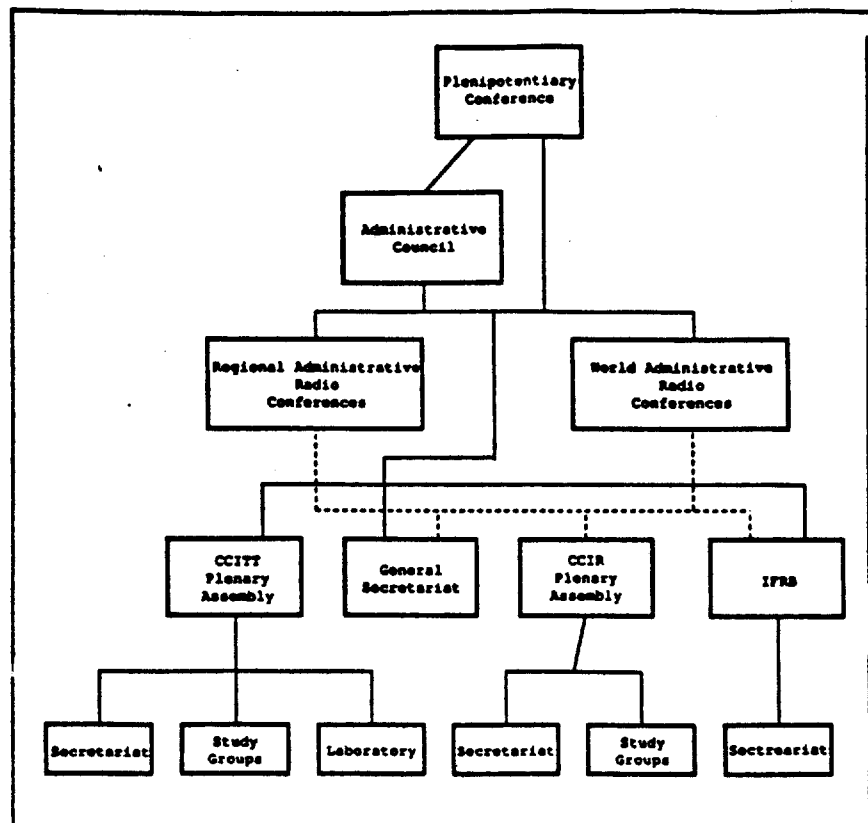 Plenipotentiary
Conference
Administrative
Council
Regional Administrative
Radio
Conferences
World Administrative
Radio
Conferences
CCITT
Plenary
Assembly
General
Secretariat
CCIR
Plenary
Assembly
IFRB
Secretariat
Study
Groups
Laboratory
Secretariat
Study
Groups
Sectreariat